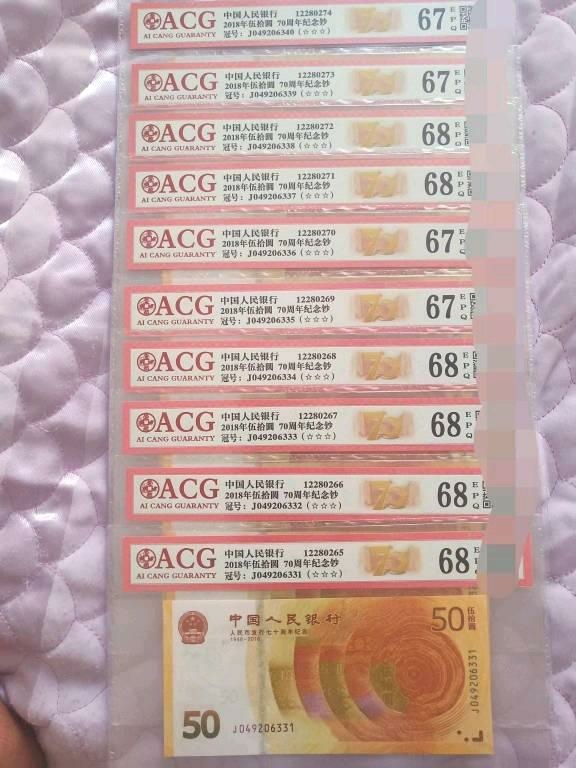 ACG
AI CANG GUARANTY
中国人民银行 12280274
2018年伍拾圆 70周年纪念钞
冠号: J049206340 (☆☆☆)
67
E
P
Q
ACG
AI CANG GUARANTY
中国人民银行 12280273
2018年伍拾圆 70周年纪念钞
冠号: J049206339 (☆☆☆)
67
E
P
Q
ACG
AI CANG GUARANTY
中国人民银行 12280272
2018年伍拾圆 70周年纪念钞
冠号: J049206338 (☆☆☆)
68
E
P
Q
ACG
AI CANG GUARANTY
中国人民银行 12280271
2018年伍拾圆 70周年纪念钞
冠号: J049206337 (☆☆☆)
68
E
P
Q
ACG
AI CANG GUARANTY
中国人民银行 12280270
2018年伍拾圆 70周年纪念钞
冠号: J049206336 (☆☆☆)
67
E
P
Q
ACG
AI CANG GUARANTY
中国人民银行 12280269
2018年伍拾圆 70周年纪念钞
冠号: J049206335 (☆☆☆)
67
E
P
Q
ACG
AI CANG GUARANTY
中国人民银行 12280268
2018年伍拾圆 70周年纪念钞
冠号: J049206334 (☆☆☆)
68
E
P
Q
ACG
AI CANG GUARANTY
中国人民银行 12280267
2018年伍拾圆 70周年纪念钞
冠号: J049206333 (☆☆☆)
68
E
P
Q
ACG
AI CANG GUARANTY
中国人民银行 12280266
2018年伍拾圆 70周年纪念钞
冠号: J049206332 (☆☆☆)
68
E
P
Q
ACG
AI CANG GUARANTY
中国人民银行 12280265
2018年伍拾圆 70周年纪念钞
冠号: J049206331 (☆☆☆)
68
E
P
Q
中国人民银行
人民币发行七十周年纪念
1948-2018
50
伍拾圆
J049206331
50
J049206331